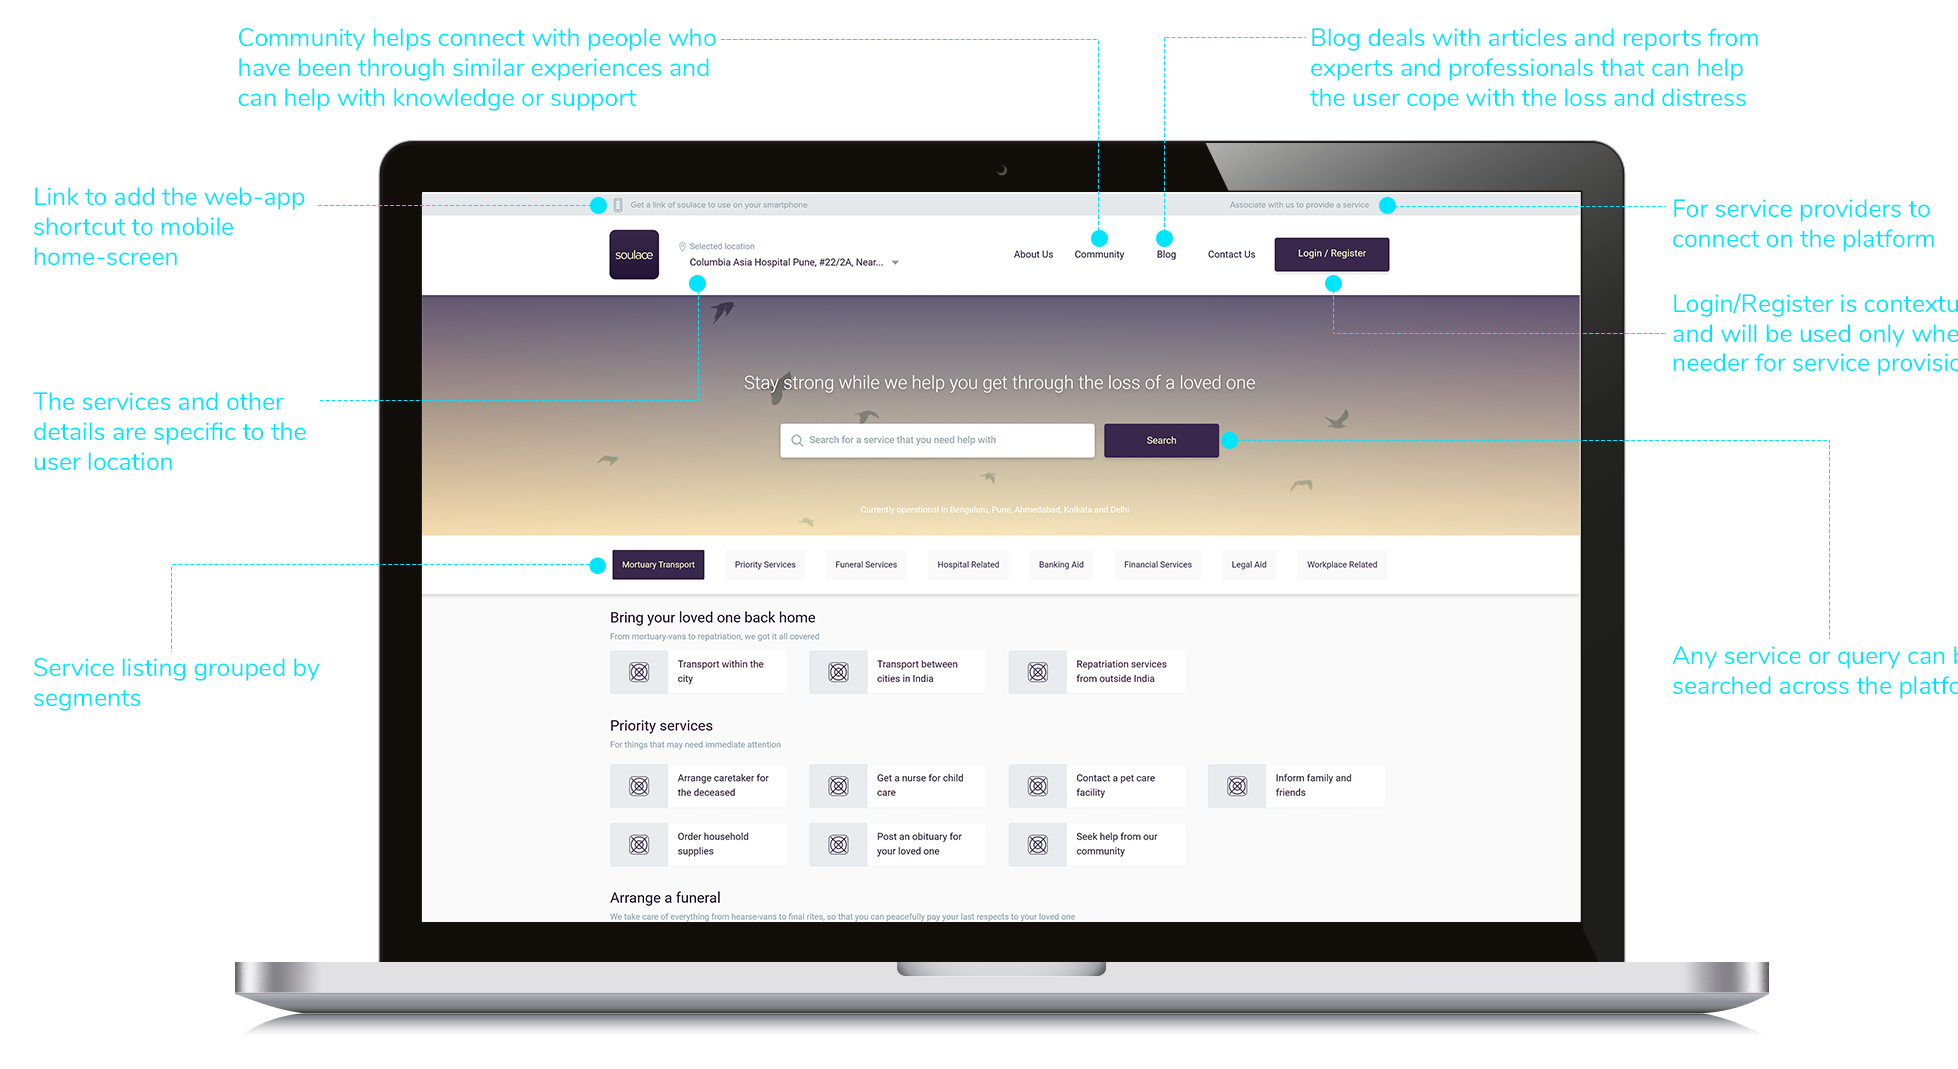 Community helps connect with people who
have been through similar experiences and
can help with knowledge or support
Blog deals with articles and reports from
experts and professionals that can help
the user cope with the loss and distress
Link to add the web-app
shortcut to mobile
home-screen
For service providers to
connect on the platform
Login/Register is contextu
and will be used only whe
needer for service provisio
The services and other
details are specific to the
user location
Service listing grouped by
segments
Any service or query can b
searched across the platfo
Get a link of soulace to use on your smartphone
Associate with us to provide a service
soulace
Selected location
Columbia Asia Hospital Pune, #22/2A, Near...
About Us
Community
Blog
Contact Us
Login / Register
Stay strong while we help you get through the loss of a loved one
Search for a service that you need help with
Search
Currently operational in Bengaluru, Pune, Ahmedabad, Kolkata and Delhi
Mortuary Transport
Priority Services
Funeral Services
Hospital Related
Banking Aid
Financial Services
Legal Aid
Workplace Related
Bring your loved one back home
From mortuary-vans to repatriation, we got it all covered
Transport within the
city
Transport between
cities in India
Repatriation services
from outside India
Priority services
For things that may need immediate attention
Arrange caretaker for
the deceased
Get a nurse for child
care
Contact a pet care
facility
Inform family and
friends
Order household
supplies
Post an obituary for
your loved one
Seek help from our
community
Arrange a funeral
We take care of everything from hearse-vans to final rites, so that you can peacefully pay your last respects to your loved one